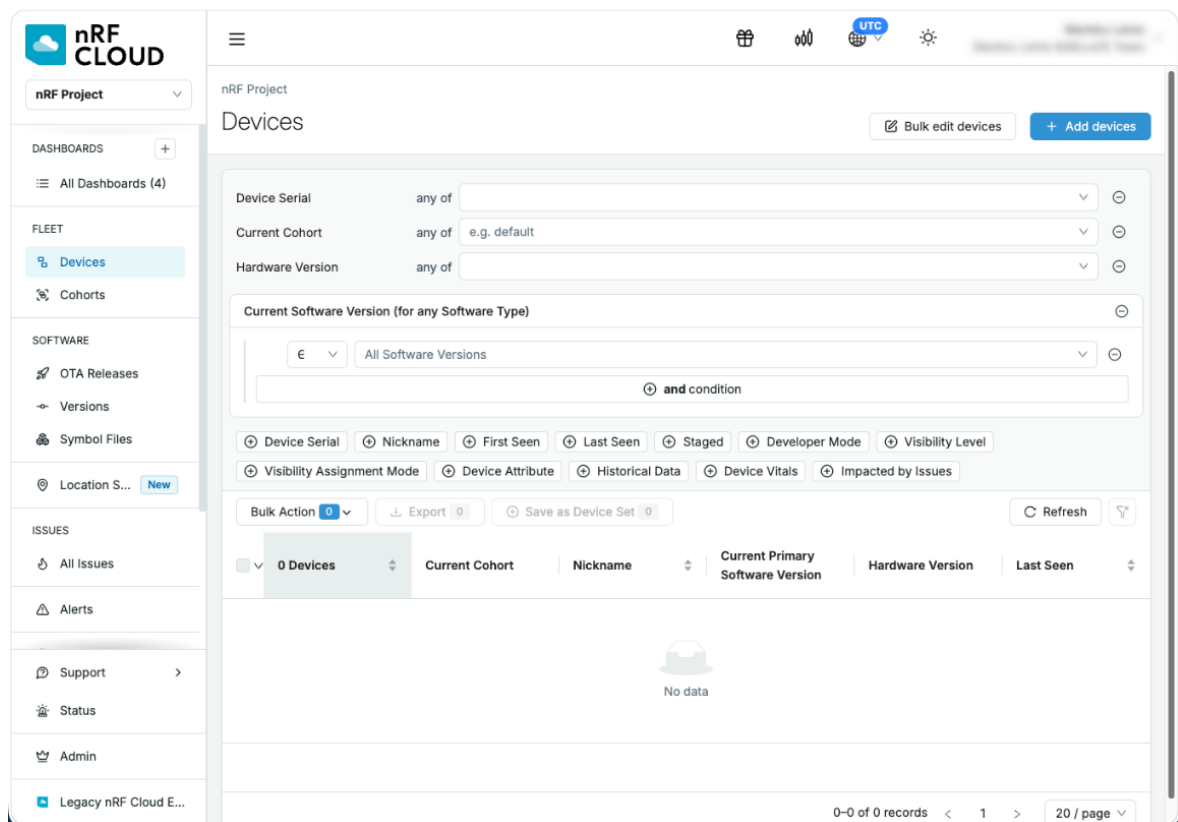 nRF
CLOUD
UTC
nRF Project
nRF Project
Devices
Bulk edit devices
+ Add devices
DASHBOARDS
+
All Dashboards (4)
FLEET
Devices
Cohorts
SOFTWARE
OTA Releases
Versions
Symbol Files
Location S... New
ISSUES
All Issues
Alerts
Support
Status
Admin
Legacy nRF Cloud E...
Device Serial any of
Current Cohort any of e.g. default
Hardware Version any of
Current Software Version (for any Software Type)
∈ All Software Versions
and condition
Device Serial Nickname First Seen Last Seen Staged Developer Mode Visibility Level
Visibility Assignment Mode Device Attribute Historical Data Device Vitals Impacted by Issues
Bulk Action 0 Export 0 Save as Device Set 0 Refresh
0 Devices Current Cohort Nickname Current Primary Software Version Hardware Version Last Seen
No data
0–0 of 0 records < 1 > 20 / page